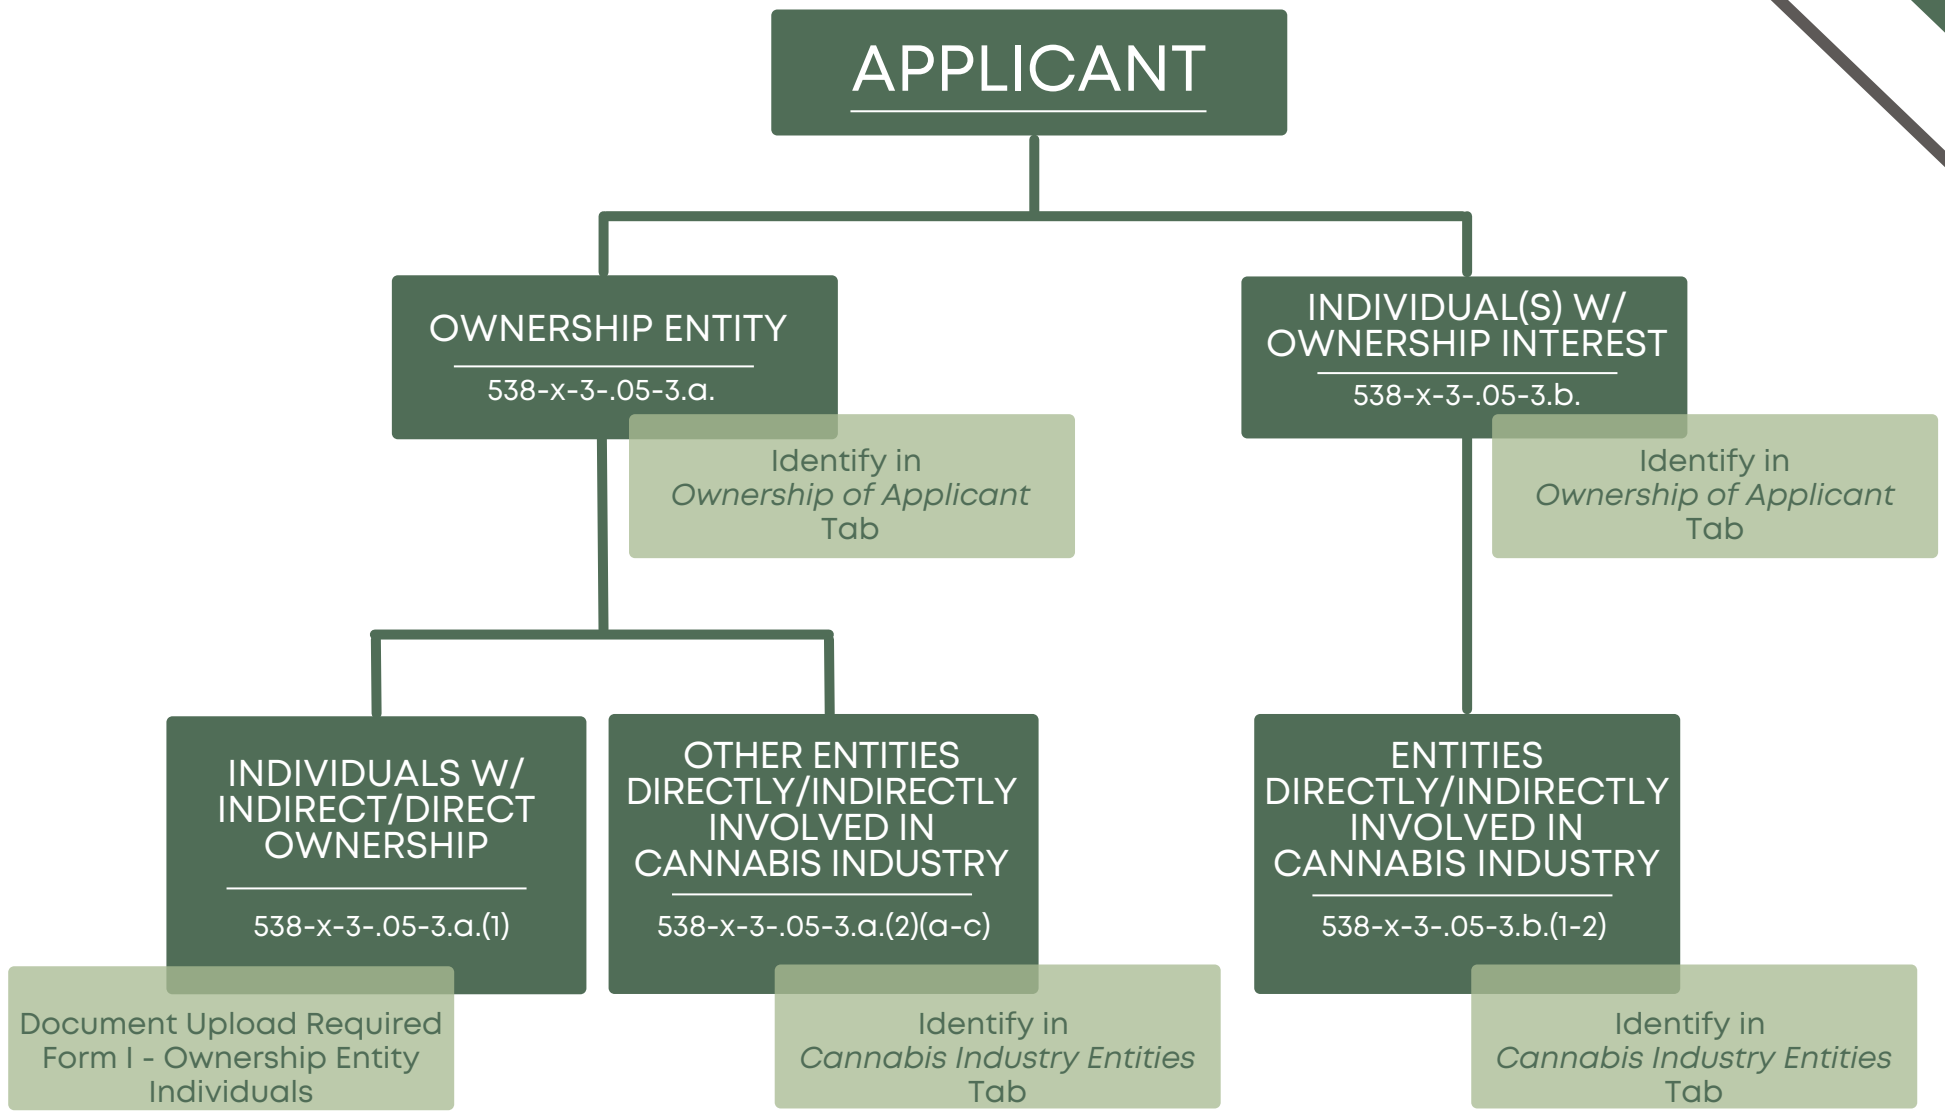 APPLICANT
OWNERSHIP ENTITY
538-x-3-.05-3.a.
Identify in
Ownership of Applicant
Tab
INDIVIDUAL(S) W/
OWNERSHIP INTEREST
538-x-3-.05-3.b.
Identify in
Ownership of Applicant
Tab
INDIVIDUALS W/
INDIRECT/DIRECT
OWNERSHIP
538-x-3-.05-3.a.(1)
Document Upload Required
Form I - Ownership Entity
Individuals
OTHER ENTITIES
DIRECTLY/INDIRECTLY
INVOLVED IN
CANNABIS INDUSTRY
538-x-3-.05-3.a.(2)(a-c)
Identify in
Cannabis Industry Entities
Tab
ENTITIES
DIRECTLY/INDIRECTLY
INVOLVED IN
CANNABIS INDUSTRY
538-x-3-.05-3.b.(1-2)
Identify in
Cannabis Industry Entities
Tab